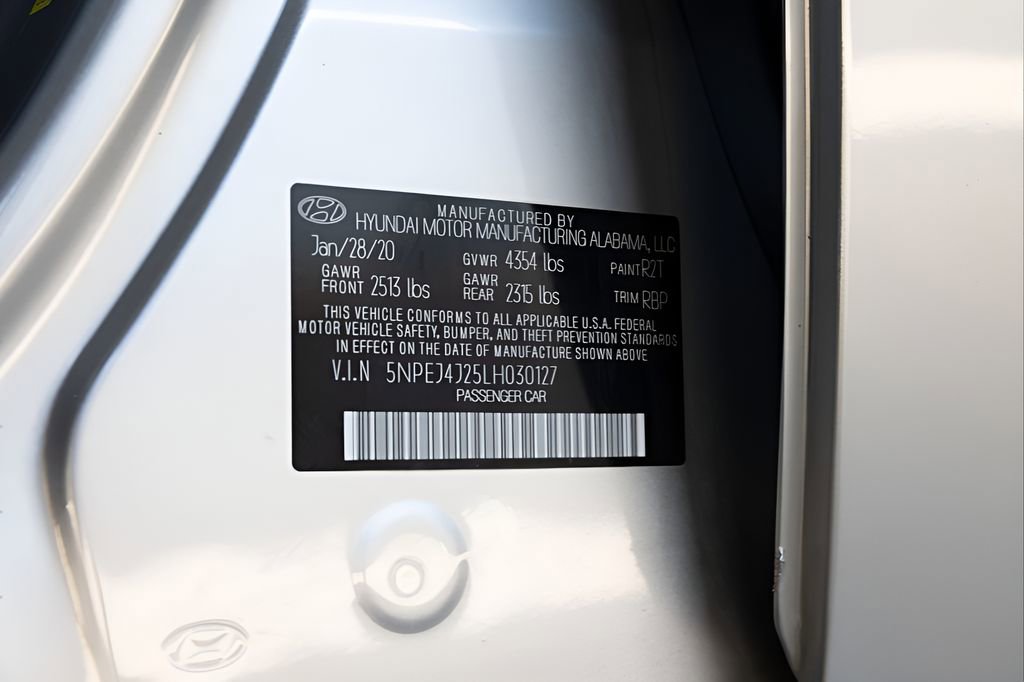 MANUFACTURED BY
HYUNDAI MOTOR MANUFACTURING ALABAMA, LLC
Jan/28/20 GVWR 4354 lbs PAINT R2T
GAWR FRONT 2513 lbs GAWR REAR 2315 lbs TRIM RBP
THIS VEHICLE CONFORMS TO ALL APPLICABLE U.S.A. FEDERAL
MOTOR VEHICLE SAFETY, BUMPER, AND THEFT PREVENTION STANDARDS
IN EFFECT ON THE DATE OF MANUFACTURE SHOWN ABOVE
V.I.N 5NPEJ4J25LH030127
PASSENGER CAR